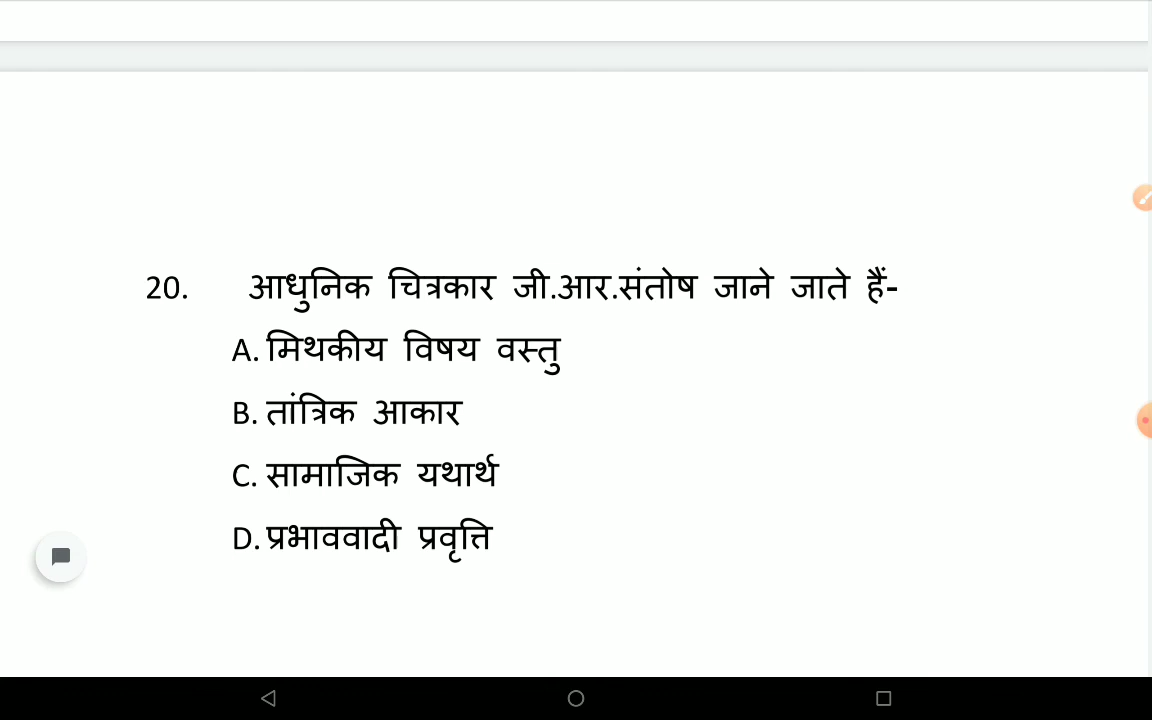 20. आधुनिक चित्रकार जी.आर.संतोष जाने जाते हैं-
A. मिथकीय विषय वस्तु
B. तांत्रिक आकार
C. सामाजिक यथार्थ
D. प्रभाववादी प्रवृत्ति